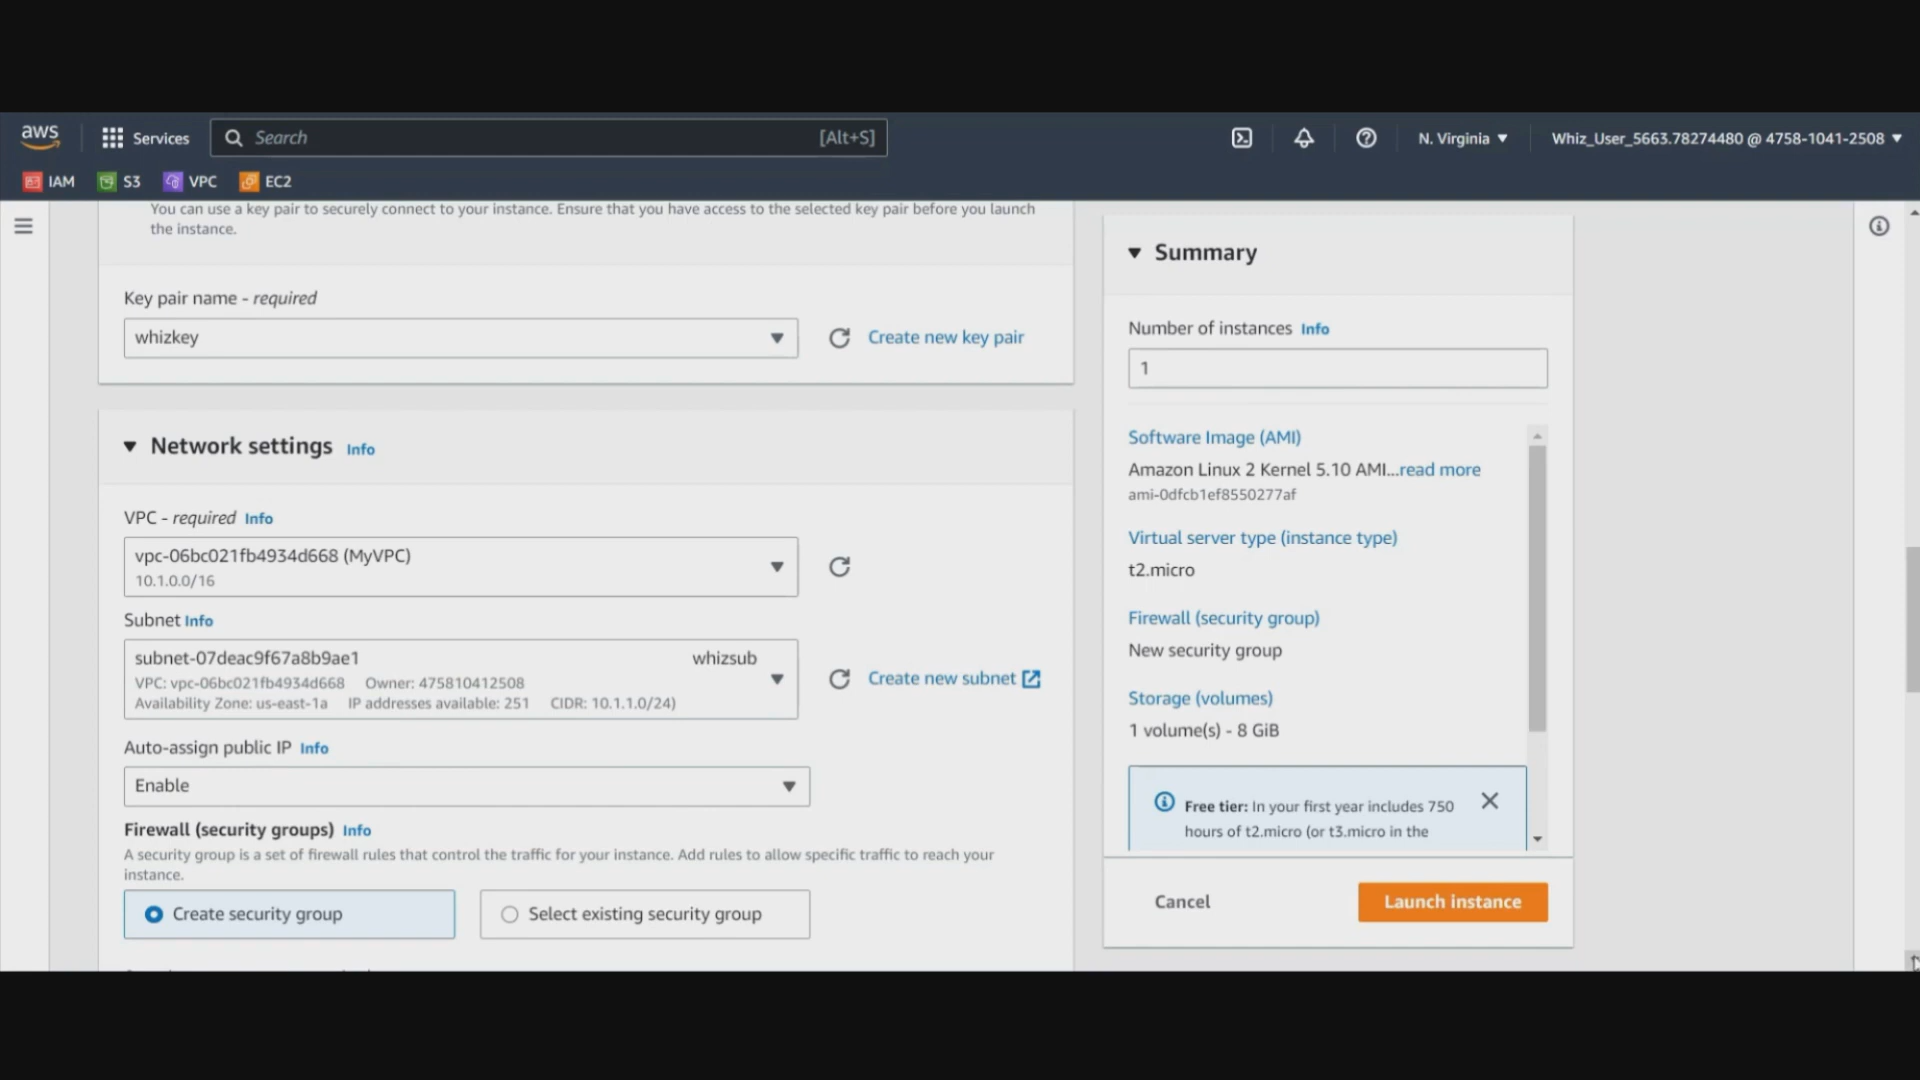 aws
Services
Search
[Alt+S]
N. Virginia
Whiz_User_5663.78274480 @ 4758-1041-2508
IAM
S3
VPC
EC2
You can use a key pair to securely connect to your instance. Ensure that you have access to the selected key pair before you launch
the instance.
Key pair name - required
whizkey
Create new key pair
Network settings Info
VPC - required Info
vpc-06bc021fb4934d668 (MyVPC)
10.1.0.0/16
Subnet Info
subnet-07deac9f67a8b9ae1 whizsub
VPC: vpc-06bc021fb4934d668 Owner: 475810412508
Availability Zone: us-east-1a IP addresses available: 251 CIDR: 10.1.1.0/24)
Create new subnet
Auto-assign public IP Info
Enable
Firewall (security groups) Info
A security group is a set of firewall rules that control the traffic for your instance. Add rules to allow specific traffic to reach your
instance.
Create security group
Select existing security group
Summary
Number of instances Info
1
Software Image (AMI)
Amazon Linux 2 Kernel 5.10 AMI...read more
ami-0dfcb1ef8550277af
Virtual server type (instance type)
t2.micro
Firewall (security group)
New security group
Storage (volumes)
1 volume(s) - 8 GiB
Free tier: In your first year includes 750
hours of t2.micro (or t3.micro in the
Cancel
Launch instance